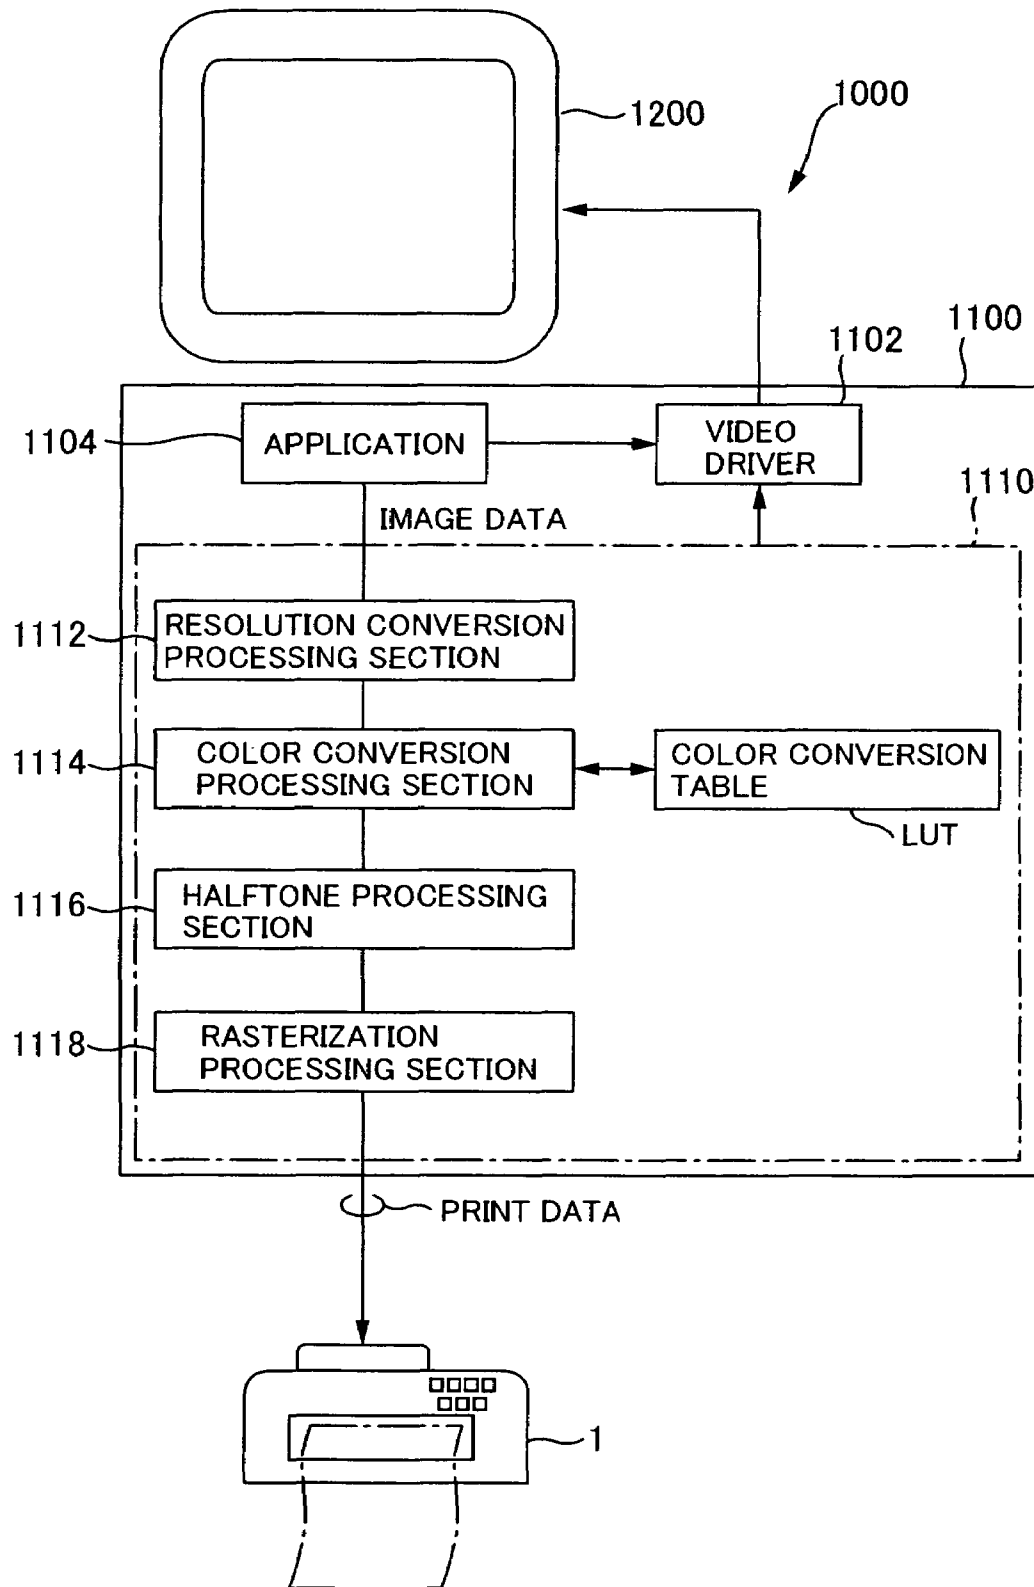 1000
1200
1100
1102
1104
APPLICATION
VIDEO
DRIVER
1110
IMAGE DATA
1112
RESOLUTION CONVERSION
PROCESSING SECTION
1114
COLOR CONVERSION
PROCESSING SECTION
COLOR CONVERSION
TABLE
LUT
1116
HALFTONE PROCESSING
SECTION
1118
RASTERIZATION
PROCESSING SECTION
PRINT DATA
1